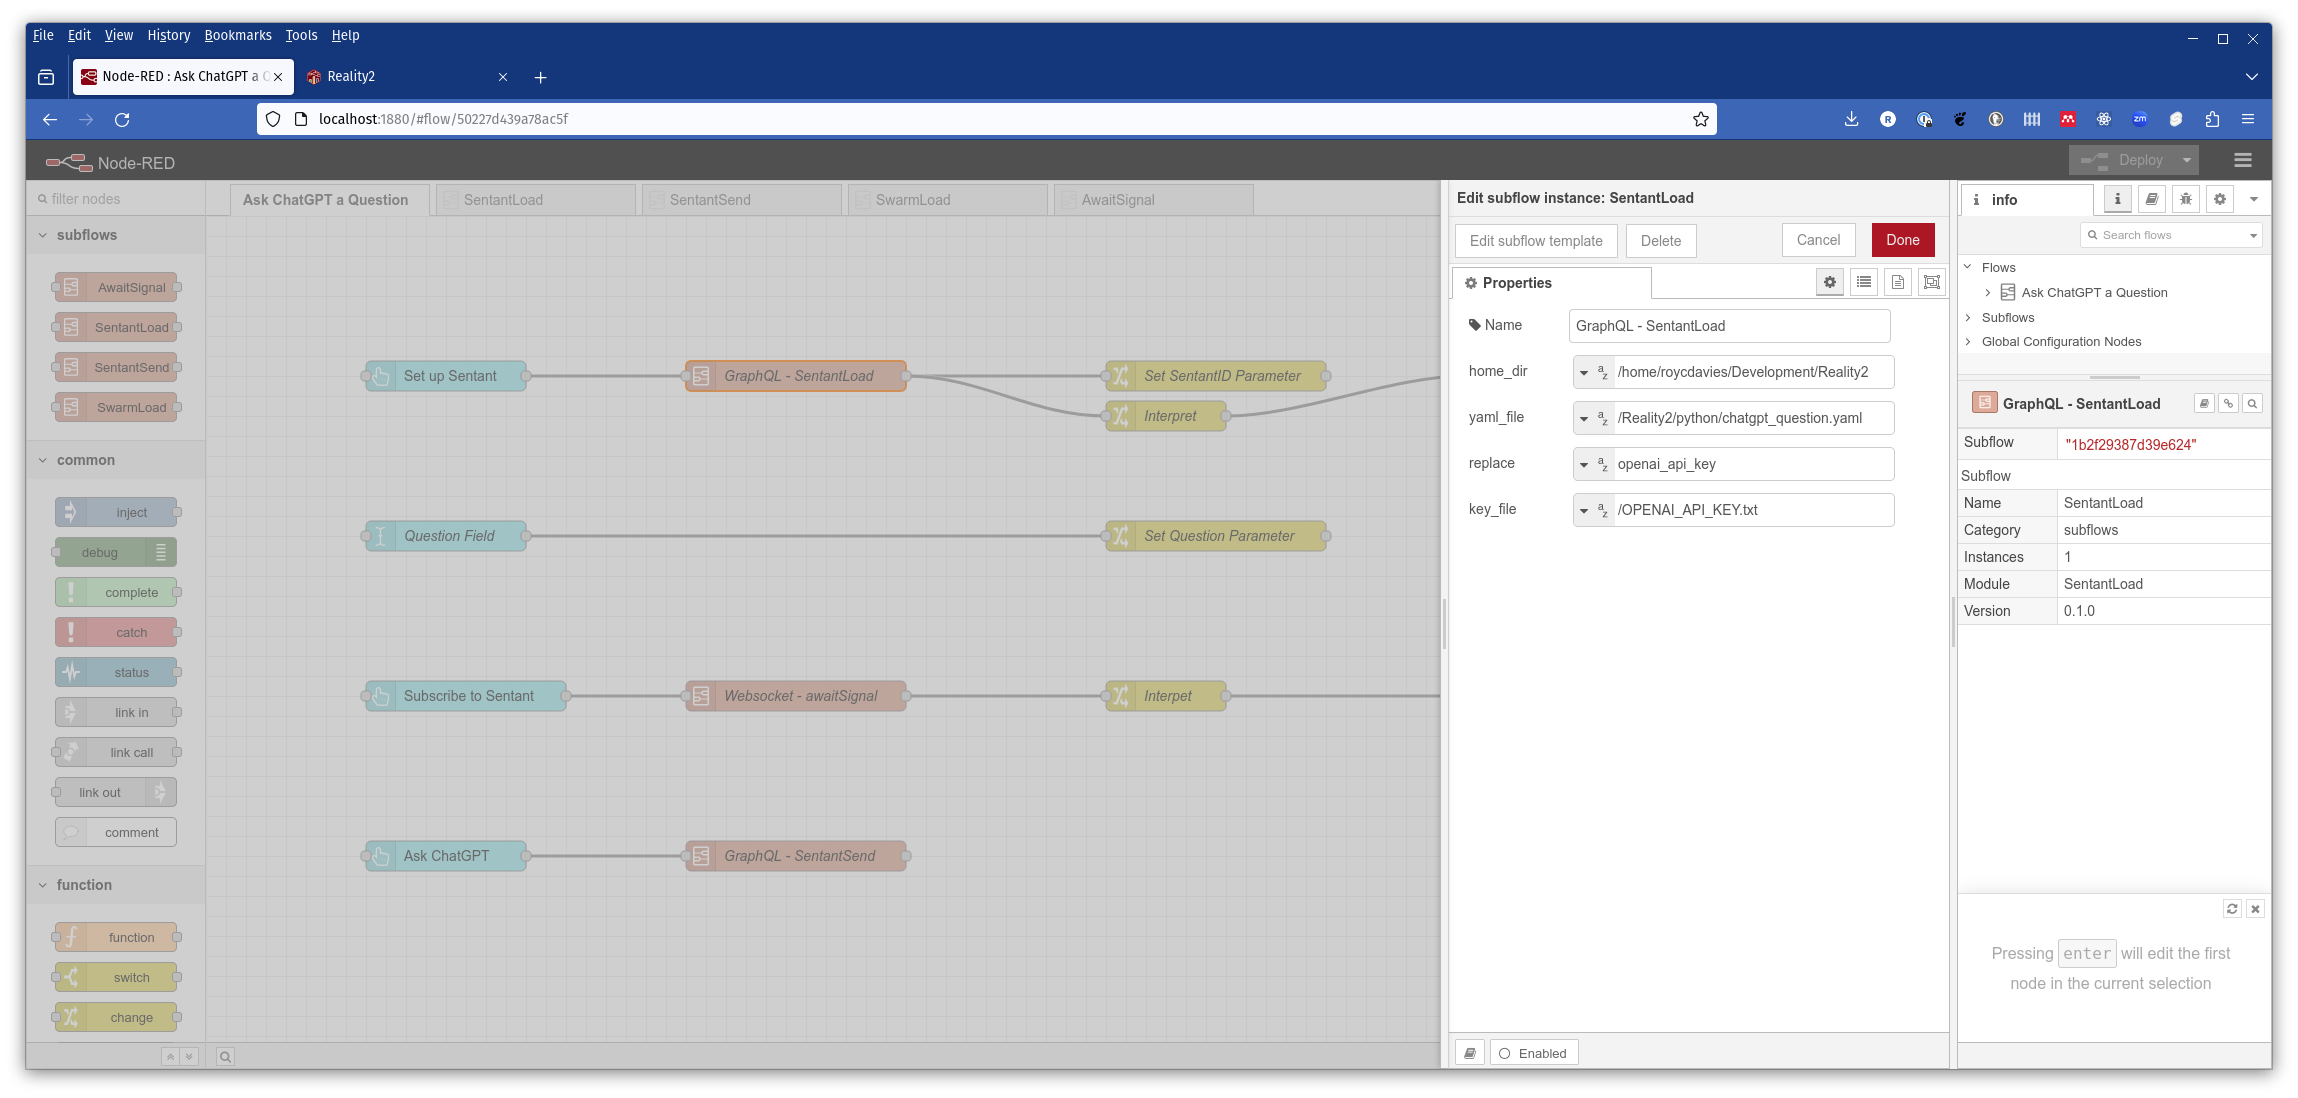 File Edit View History Bookmarks Tools Help
Node-RED : Ask ChatGPT a
Reality2
localhost:1880/#flow/50227d439a78ac5f
Node-RED
Deploy
filter nodes
subflows
AwaitSignal
SentantLoad
SentantSend
SwarmLoad
common
inject
debug
complete
catch
status
link in
link call
link out
comment
function
function
switch
change
Ask ChatGPT a Question
SentantLoad
SentantSend
SwarmLoad
AwaitSignal
Set up Sentant
GraphQL - SentantLoad
Set SentantID Parameter
Interpret
Question Field
Set Question Parameter
Subscribe to Sentant
Websocket - awaitSignal
Interpet
Ask ChatGPT
GraphQL - SentantSend
Edit subflow instance: SentantLoad
Edit subflow template
Delete
Cancel
Done
Properties
Name
GraphQL - SentantLoad
home_dir
/home/roycdavies/Development/Reality2
yaml_file
/Reality2/python/chatgpt_question.yaml
replace
openai_api_key
key_file
/OPENAI_API_KEY.txt
Enabled
info
Search flows
Flows
Ask ChatGPT a Question
Subflows
Global Configuration Nodes
GraphQL - SentantLoad
Subflow "1b2f29387d39e624"
Subflow
Name SentantLoad
Category subflows
Instances 1
Module SentantLoad
Version 0.1.0
Pressing enter will edit the first
node in the current selection